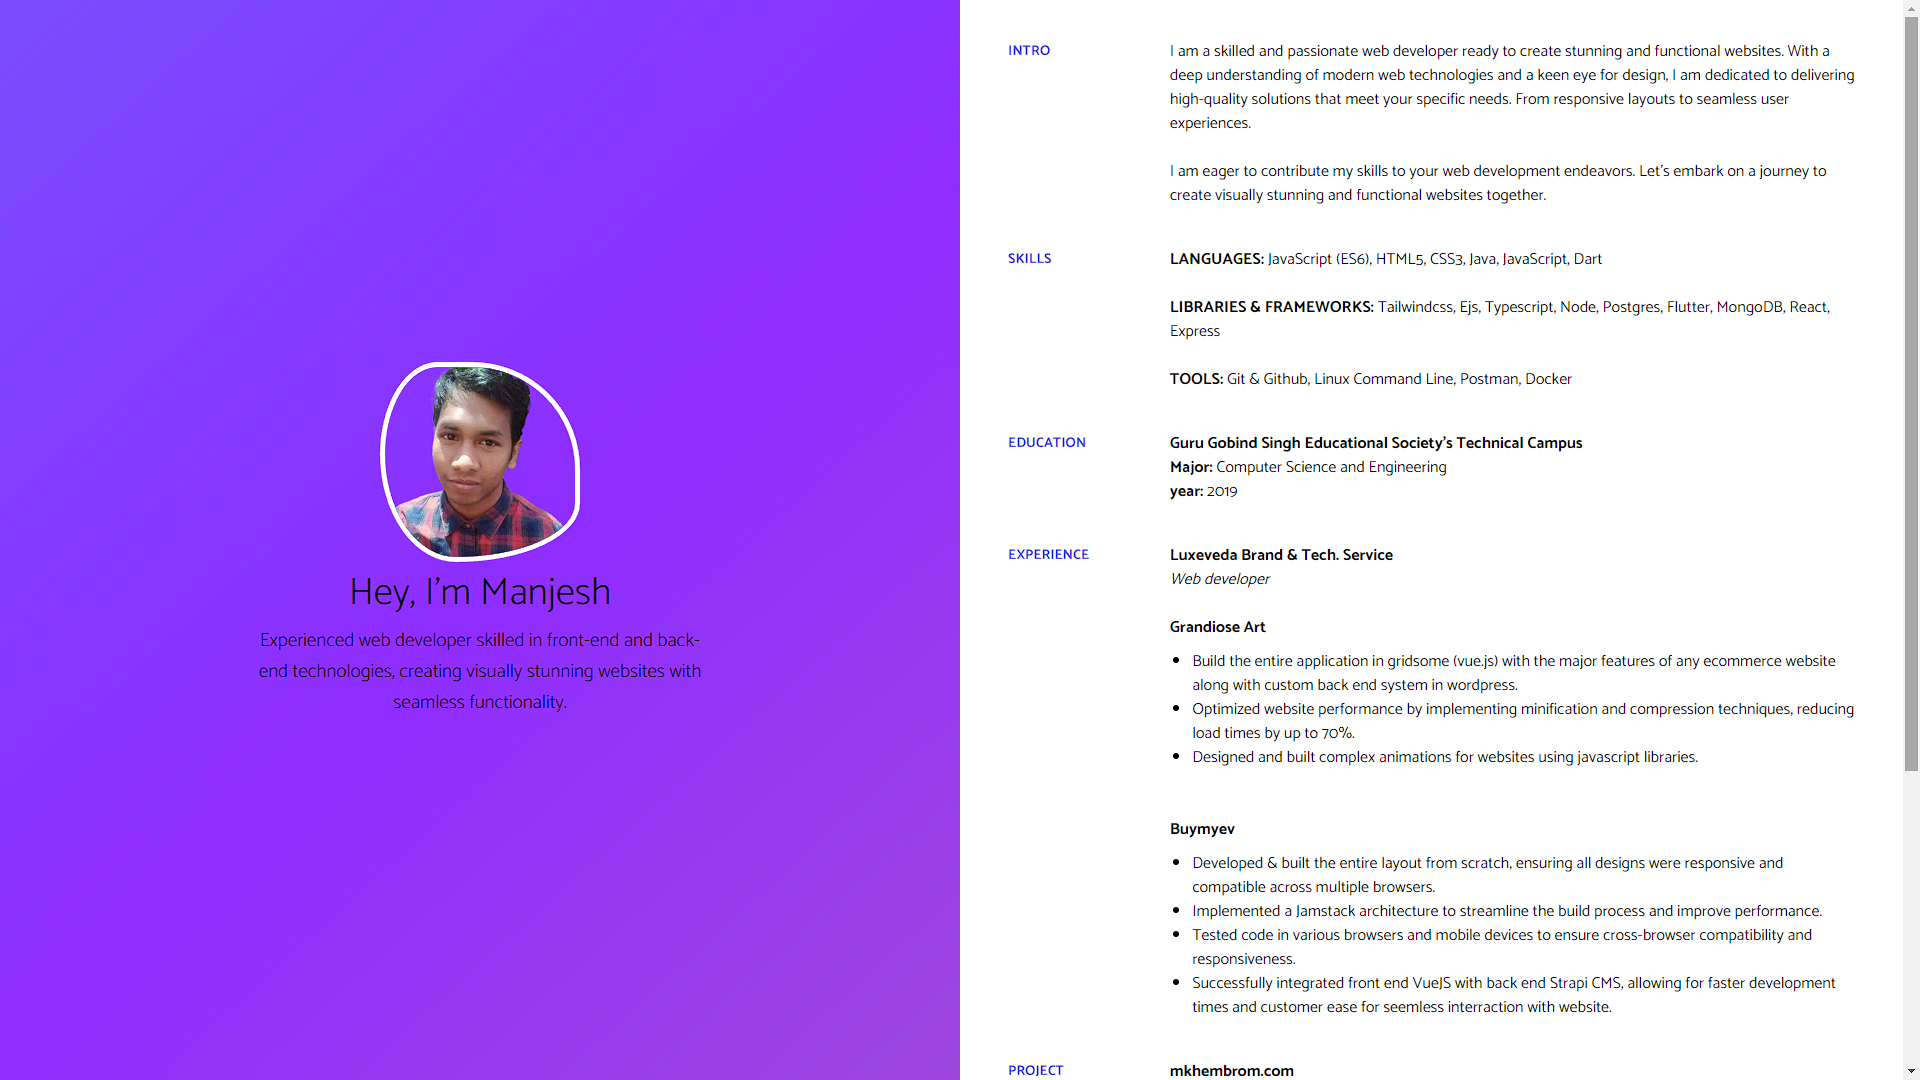 Hey, I'm Manjesh
Experienced web developer skilled in front-end and back-
end technologies, creating visually stunning websites with
seamless functionality.
INTRO
I am a skilled and passionate web developer ready to create stunning and functional websites. With a
deep understanding of modern web technologies and a keen eye for design, I am dedicated to delivering
high-quality solutions that meet your specific needs. From responsive layouts to seamless user
experiences.
I am eager to contribute my skills to your web development endeavors. Let's embark on a journey to
create visually stunning and functional websites together.
SKILLS
LANGUAGES: JavaScript (ES6), HTML5, CSS3, Java, JavaScript, Dart
LIBRARIES & FRAMEWORKS: Tailwindcss, Ejs, Typescript, Node, Postgres, Flutter, MongoDB, React,
Express
TOOLS: Git & Github, Linux Command Line, Postman, Docker
EDUCATION
Guru Gobind Singh Educational Society's Technical Campus
Major: Computer Science and Engineering
year: 2019
EXPERIENCE
Luxeveda Brand & Tech. Service
Web developer
Grandiose Art
• Build the entire application in gridsome (vue.js) with the major features of any ecommerce website
along with custom back end system in wordpress.
• Optimized website performance by implementing minification and compression techniques, reducing
load times by up to 70%.
• Designed and built complex animations for websites using javascript libraries.
Buymyev
• Developed & built the entire layout from scratch, ensuring all designs were responsive and
compatible across multiple browsers.
• Implemented a Jamstack architecture to streamline the build process and improve performance.
• Tested code in various browsers and mobile devices to ensure cross-browser compatibility and
responsiveness.
• Successfully integrated front end VueJS with back end Strapi CMS, allowing for faster development
times and customer ease for seemless interraction with website.
PROJECT
mkhembrom.com